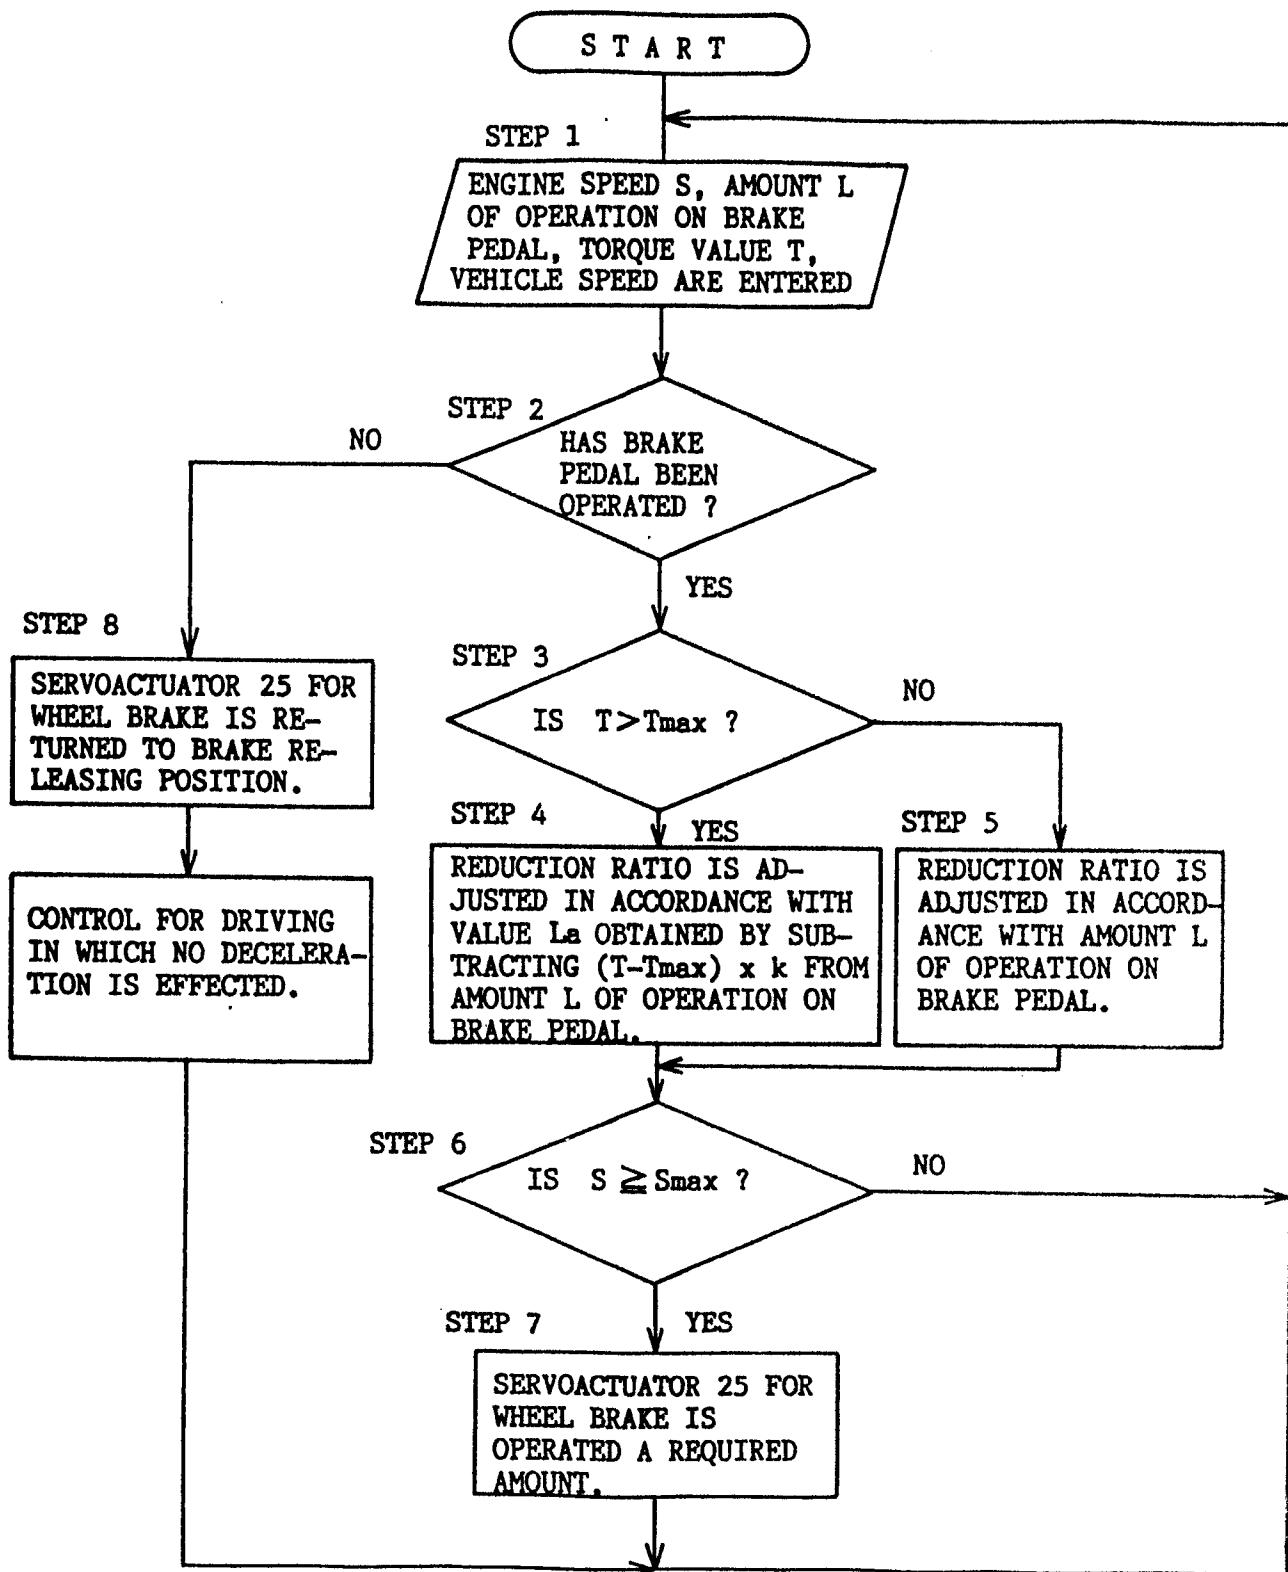 S T A R T
STEP 1
ENGINE SPEED S, AMOUNT L
OF OPERATION ON BRAKE
PEDAL, TORQUE VALUE T,
VEHICLE SPEED ARE ENTERED
STEP 2
NO
HAS BRAKE
PEDAL BEEN
OPERATED ?
YES
STEP 8
SERVOACTUATOR 25 FOR
WHEEL BRAKE IS RE-
TURNED TO BRAKE RE-
LEASING POSITION.
CONTROL FOR DRIVING
IN WHICH NO DECELERA-
TION IS EFFECTED.
STEP 3
IS T>Tmax ?
NO
YES
STEP 4
REDUCTION RATIO IS AD-
JUSTED IN ACCORDANCE WITH
VALUE La OBTAINED BY SUB-
TRACTING (T-Tmax) x k FROM
AMOUNT L OF OPERATION ON
BRAKE PEDAL.
STEP 5
REDUCTION RATIO IS
ADJUSTED IN ACCORD-
ANCE WITH AMOUNT L
OF OPERATION ON
BRAKE PEDAL.
STEP 6
IS S ≧ Smax ?
NO
YES
STEP 7
SERVOACTUATOR 25 FOR
WHEEL BRAKE IS
OPERATED A REQUIRED
AMOUNT.